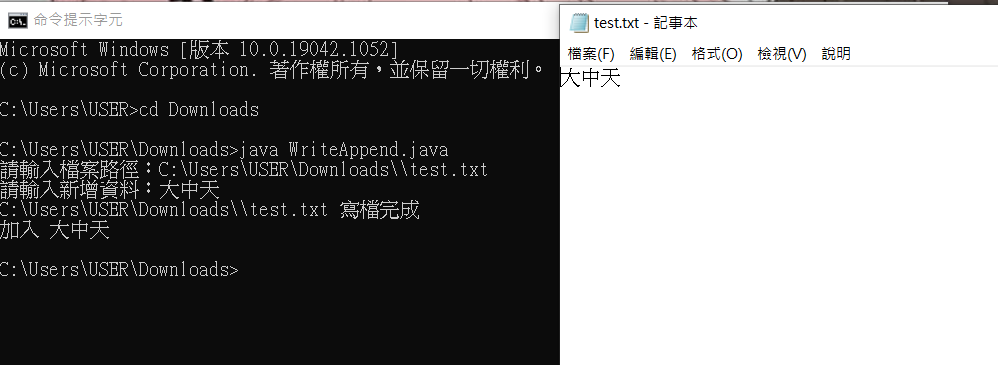 命令提示字元
Microsoft Windows [版本 10.0.19042.1052]
(c) Microsoft Corporation. 著作權所有，並保留一切權利。
C:\Users\USER>cd Downloads
C:\Users\USER\Downloads>java WriteAppend.java
請輸入檔案路徑：C:\Users\USER\Downloads\\test.txt
請輸入新增資料：大中天
C:\Users\USER\Downloads\\test.txt 寫檔完成
加入 大中天
C:\Users\USER\Downloads>
test.txt - 記事本
檔案(F) 編輯(E) 格式(O) 檢視(V) 說明
大中天